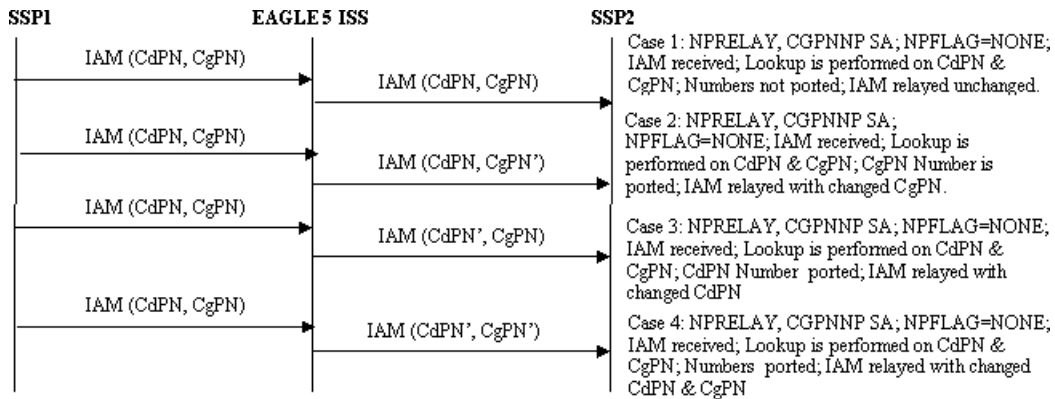 SSP1 EAGLE 5 ISS SSP2
IAM (CdPN, CgPN)
IAM (CdPN, CgPN)
Case 1: NPRELAY, CGPNNP SA; NPFLAG=NONE;
IAM received; Lookup is performed on CdPN &
CgPN; Numbers not ported; IAM relayed unchanged.
IAM (CdPN, CgPN)
IAM (CdPN, CgPN’)
Case 2: NPRELAY, CGPNNP SA;
NPFLAG=NONE; IAM received; Lookup is
performed on CdPN & CgPN; CgPN Number is
ported; IAM relayed with changed CgPN.
IAM (CdPN, CgPN)
IAM (CdPN’, CgPN)
Case 3: NPRELAY, CGPNNP SA; NPFLAG=NONE;
IAM received; Lookup is performed on CdPN &
CgPN; CdPN Number ported; IAM relayed with
changed CdPN
IAM (CdPN, CgPN)
IAM (CdPN’, CgPN’)
Case 4: NPRELAY, CGPNNP SA; NPFLAG=NONE;
IAM received; Lookup is performed on CdPN &
CgPN; Numbers ported; IAM relayed with changed
CdPN & CgPN